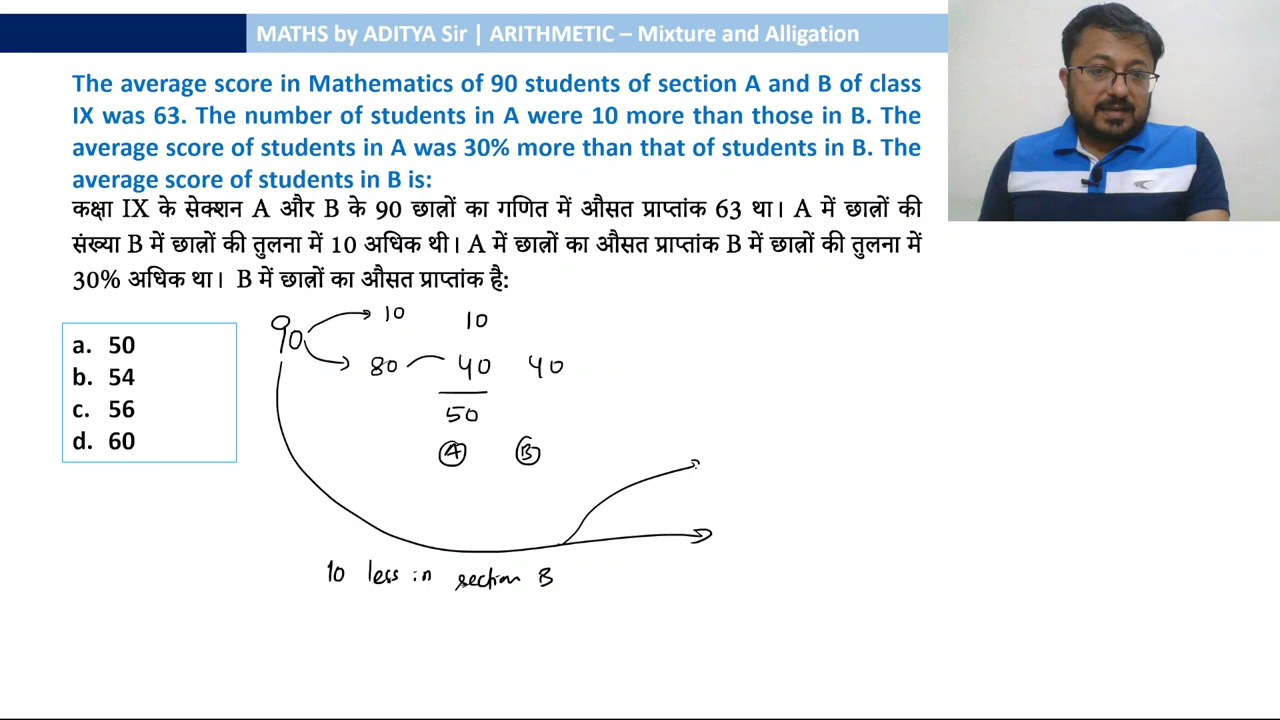 MATHS by ADITYA Sir | ARITHMETIC – Mixture and Alligation
The average score in Mathematics of 90 students of section A and B of class
IX was 63. The number of students in A were 10 more than those in B. The
average score of students in A was 30% more than that of students in B. The
average score of students in B is:
कक्षा IX के सेक्शन A और B के 90 छात्रों का गणित में औसत प्राप्तांक 63 था। A में छात्रों की
संख्या B में छात्रों की तुलना में 10 अधिक थी। A में छात्रों का औसत प्राप्तांक B में छात्रों की तुलना में
30% अधिक था। B में छात्रों का औसत प्राप्तांक है:
a. 50
b. 54
c. 56
d. 60
90
10 10
80 40 40
50
A B
10 less in section B